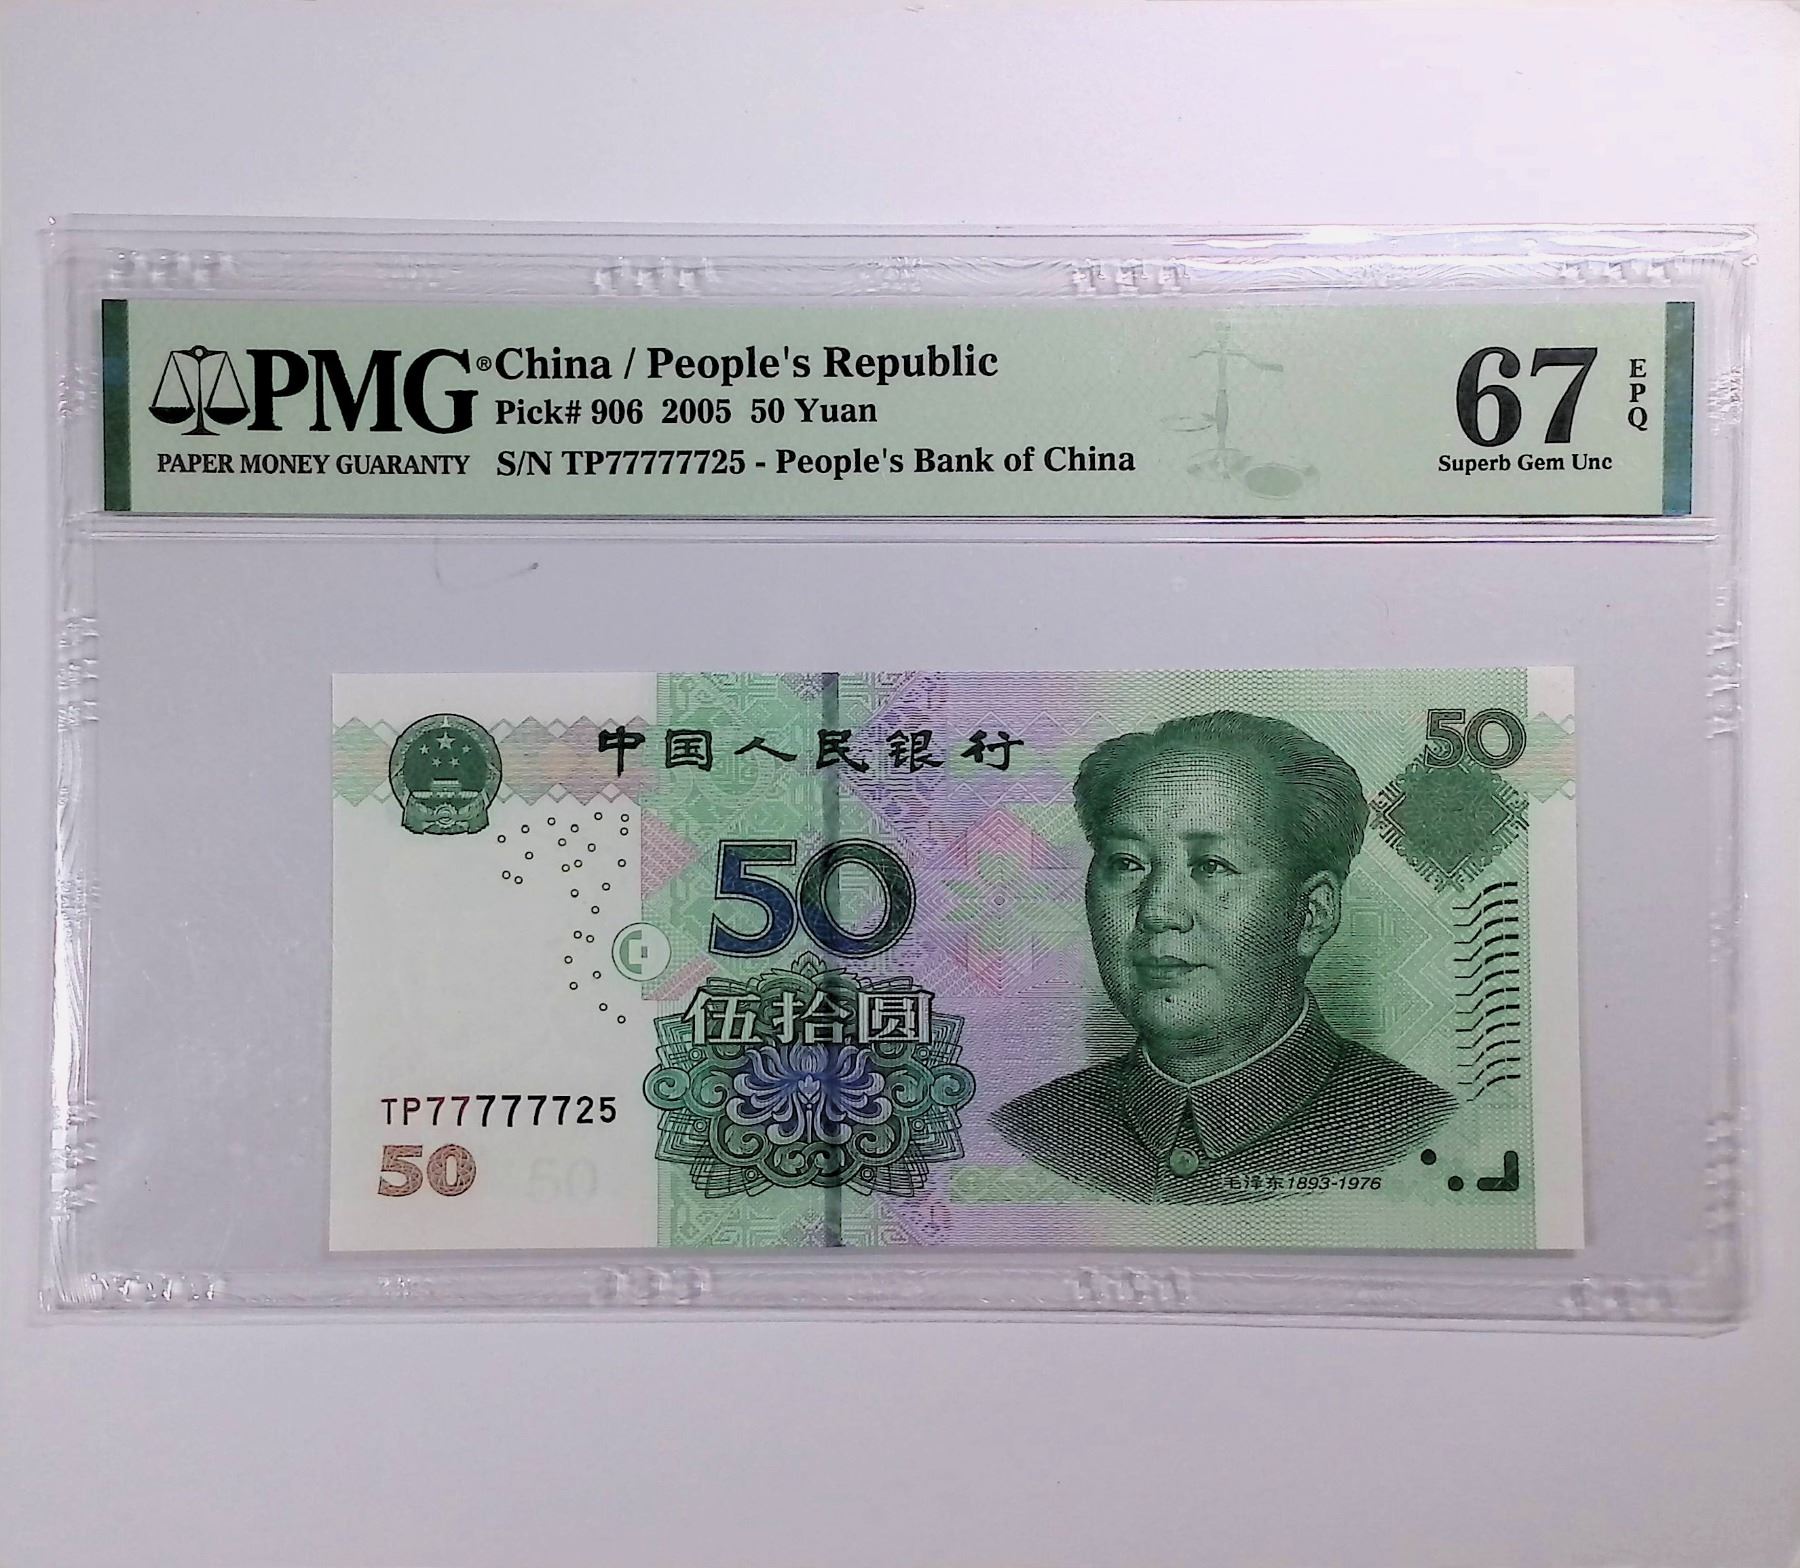 PMG® China / People's Republic
Pick# 906 2005 50 Yuan
PAPER MONEY GUARANTY S/N TP77777725 - People's Bank of China
67 EPQ
Superb Gem Unc
中国人民银行
50
50
伍拾圆
TP77777725
50
50
毛泽东1893-1976